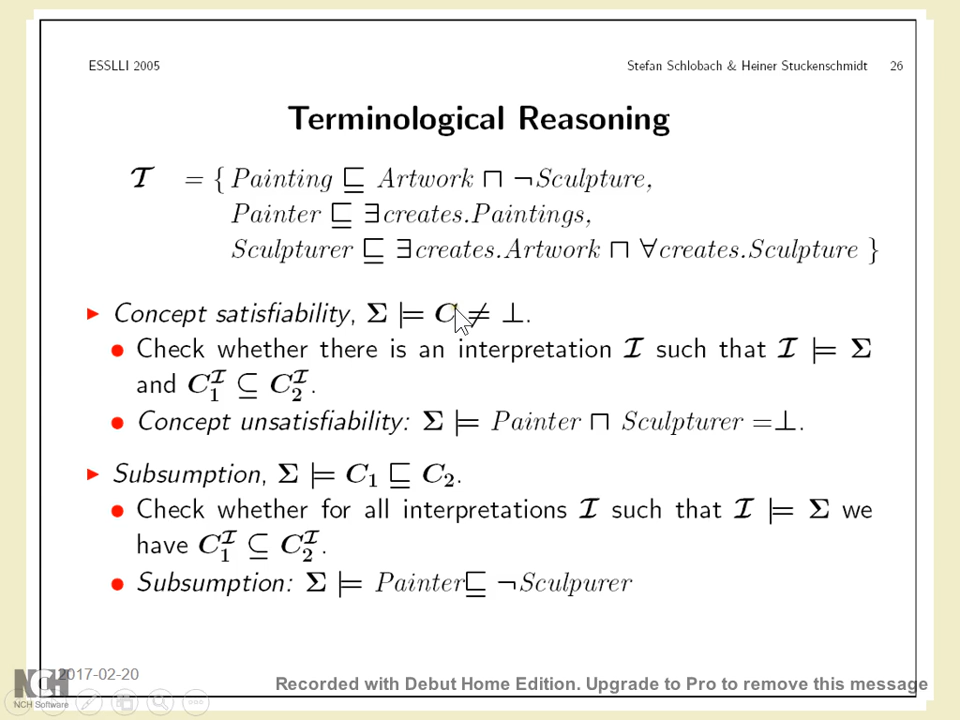 ESSLLI 2005 Stefan Schlobach & Heiner Stuckenschmidt 26
Terminological Reasoning
𝓣 = { Painting ⊑ Artwork ⊓ ¬Sculpture,
Painter ⊑ ∃creates.Paintings,
Sculpturer ⊑ ∃creates.Artwork ⊓ ∀creates.Sculpture }
▶ Concept satisfiability, Σ ⊨ C ≠ ⊥.
● Check whether there is an interpretation 𝓘 such that 𝓘 ⊨ Σ
and C₁^𝓘 ⊆ C₂^𝓘.
● Concept unsatisfiability: Σ ⊨ Painter ⊓ Sculpturer =⊥.
▶ Subsumption, Σ ⊨ C₁ ⊑ C₂.
● Check whether for all interpretations 𝓘 such that 𝓘 ⊨ Σ we
have C₁^𝓘 ⊆ C₂^𝓘.
● Subsumption: Σ ⊨ Painter⊑ ¬Sculpurer
2017-02-20
NCH
NCH Software
Recorded with Debut Home Edition. Upgrade to Pro to remove this message